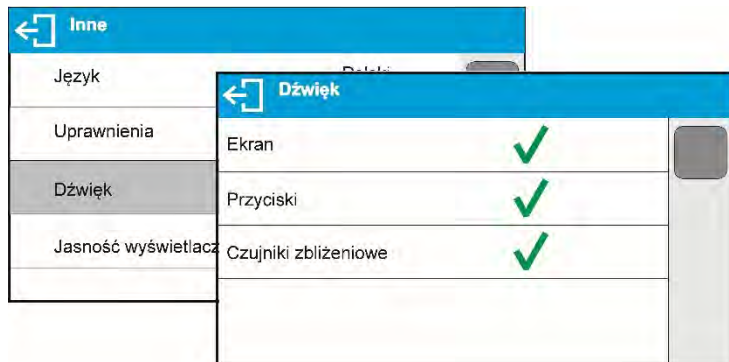 Inne
Język
Uprawnienia
Dźwięk
Jasność wyświetlacz
Dźwięk
Ekran
Przyciski
Czujniki zbliżeniowe